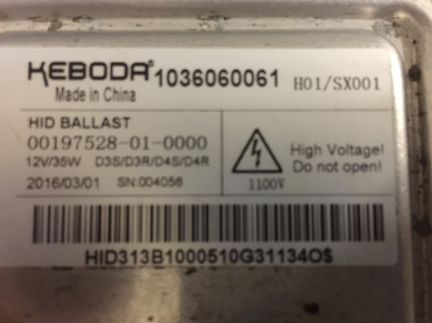 KEBODA® 1036060061 H01/SX001
Made in China
HID BALLAST
00197528-01-0000
12V/35W D3S/D3R/D4S/D4R
2016/03/01 SN:004056
High Voltage!
Do not open!
1100V
HID313B1000510G31134O$